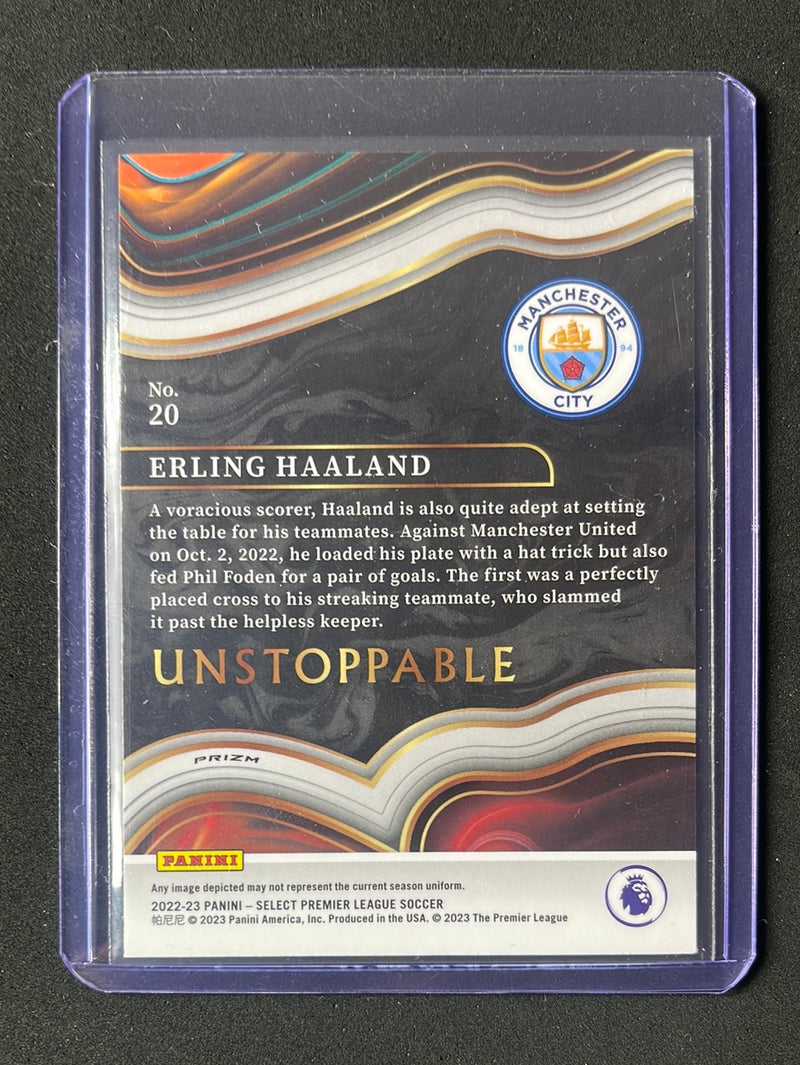 MANCHESTER
18 94
CITY
No.
20
ERLING HAALAND
A voracious scorer, Haaland is also quite adept at setting
the table for his teammates. Against Manchester United
on Oct. 2, 2022, he loaded his plate with a hat trick but also
fed Phil Foden for a pair of goals. The first was a perfectly
placed cross to his streaking teammate, who slammed
it past the helpless keeper.
UNSTOPPABLE
PRIZM
PANINI
Any image depicted may not represent the current season uniform.
2022-23 PANINI – SELECT PREMIER LEAGUE SOCCER
帕尼尼 © 2023 Panini America, Inc. Produced in the USA. © 2023 The Premier League